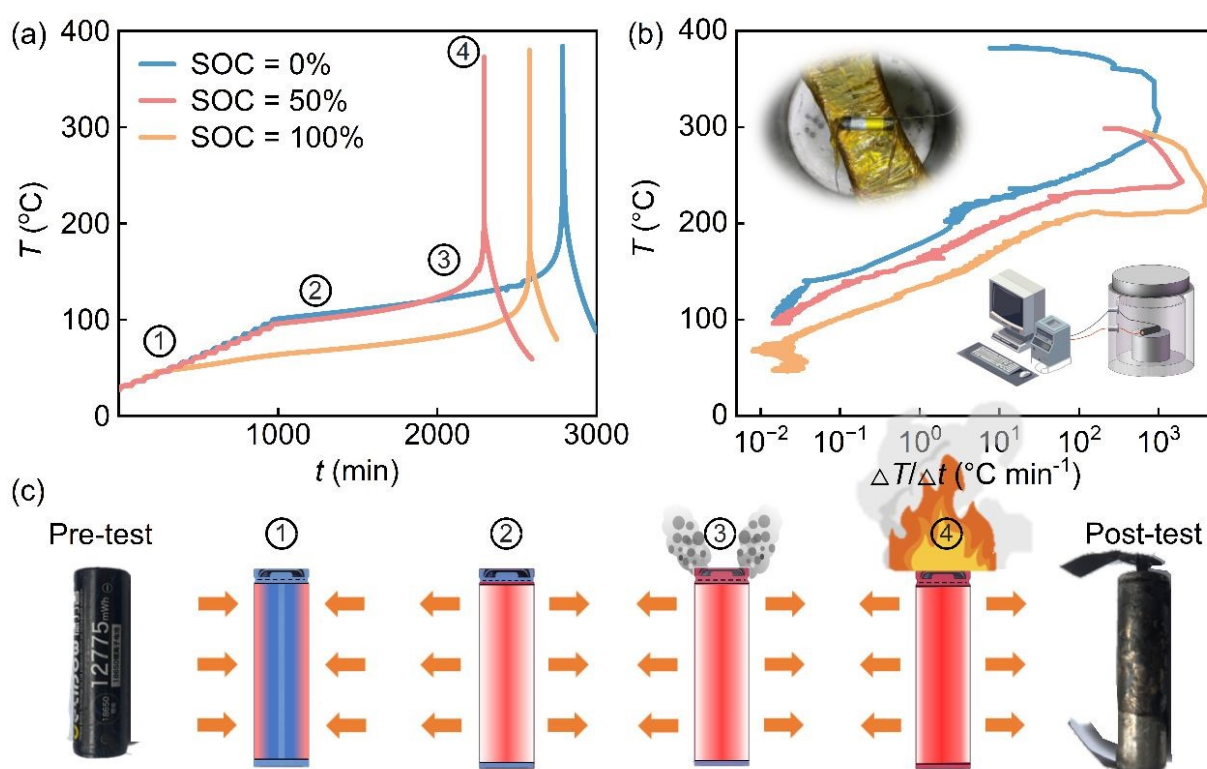 (a)
400
300
200
100
0
T (°C)
1000
2000
3000
t (min)
SOC = 0%
SOC = 50%
SOC = 100%
①
②
③
④
(b)
400
300
200
100
0
T (°C)
10⁻²
10⁻¹
10⁰
10¹
10²
10³
△T/△t (°C min⁻¹)
(c)
Pre-test
①
②
③
④
Post-test
12775mWh
18650